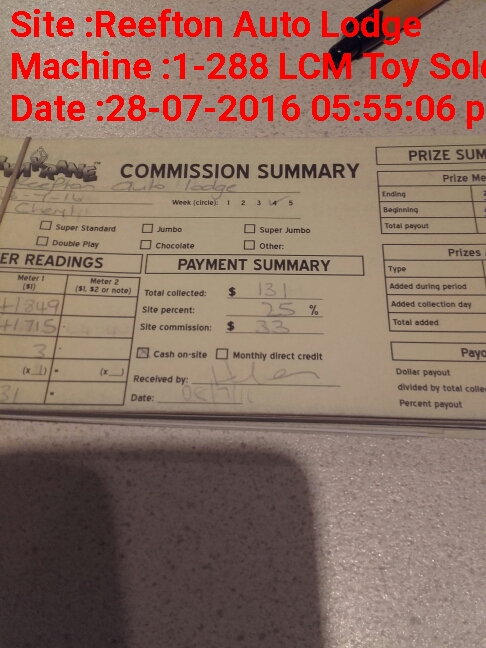 Site :Reefton Auto Lodge
Machine :1-288 LCM Toy Sol
Date :28-07-2016 05:55:06 p
COMMISSION SUMMARY
Reefton Auto lodge
Week (circle): 1 2 3 4 5
Super Standard
Jumbo
Super Jumbo
Double Play
Chocolate
Other:
ER READINGS
Meter 1
($1)
Meter 2
($1, $2 or note)
3
PAYMENT SUMMARY
Total collected: $ 131
Site percent: 25 %
Site commission: $ 33
Cash on-site
Monthly direct credit
Received by:
Date:
PRIZE SUM
Prize Me
Ending
Beginning
Total payout
Prizes
Type
Added during period
Added collection day
Total added
Payo
Dollar payout
divided by total colle
Percent payout